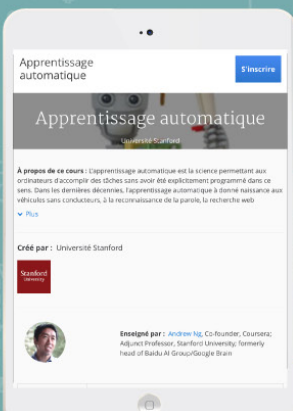 Apprentissage
automatique
S'inscrire
Apprentissage automatique
Université Stanford
À propos de ce cours : L'apprentissage automatique est la science permettant aux
ordinateurs d'accomplir des tâches sans avoir été explicitement programmé dans ce
sens. Dans les dernières décennies, l'apprentissage automatique à donné naissance aux
véhicules sans conducteurs, à la reconnaissance de la parole, la recherche web
Plus
Créé par : Université Stanford
Stanford
University
Enseigné par : Andrew Ng, Co-founder, Coursera;
Adjunct Professor, Stanford University; formerly
head of Baidu AI Group/Google Brain